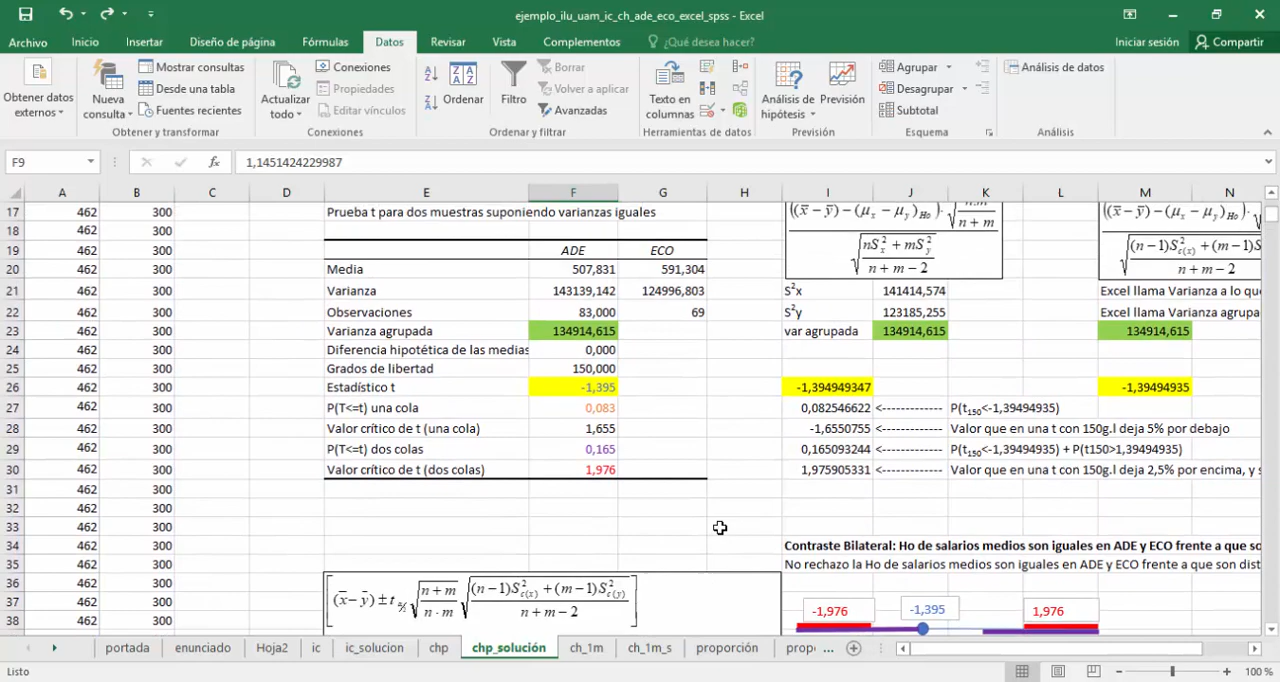 ejemplo_ilu_uam_ic_ch_ade_eco_excel_spss - Excel
Archivo Inicio Insertar Diseño de página Fórmulas Datos Revisar Vista Complementos ¿Qué desea hacer? Iniciar sesión Compartir
Obtener datos externos
Nueva consulta
Mostrar consultas
Desde una tabla
Fuentes recientes
Obtener y transformar
Actualizar todo
Conexiones
Propiedades
Editar vínculos
Conexiones
Ordenar
Filtro
Borrar
Volver a aplicar
Avanzadas
Ordenar y filtrar
Texto en columnas
Herramientas de datos
Análisis de hipótesis
Previsión
Previsión
Agrupar
Desagrupar
Subtotal
Esquema
Análisis de datos
Análisis
F9 fx 1,1451424229987
A B C D E F G H I J K L M N
17 462 300 Prueba t para dos muestras suponiendo varianzas iguales
18 462 300
19 462 300 ADE ECO
20 462 300 Media 507,831 591,304
21 462 300 Varianza 143139,142 124996,803 S²x 141414,574 Excel llama Varianza a lo que
22 462 300 Observaciones 83,000 69 S²y 123185,255 Excel llama Varianza agrupa
23 462 300 Varianza agrupada 134914,615 var agrupada 134914,615 134914,615
24 462 300 Diferencia hipotética de las medias 0,000
25 462 300 Grados de libertad 150,000
26 462 300 Estadístico t -1,395 -1,394949347 -1,39494935
27 462 300 P(T<=t) una cola 0,083 0,082546622 <------------- P(t150<-1,39494935)
28 462 300 Valor crítico de t (una cola) 1,655 -1,6550755 <------------- Valor que en una t con 150g.l deja 5% por debajo
29 462 300 P(T<=t) dos colas 0,165 0,165093244 <------------- P(t150<-1,39494935) + P(t150>1,39494935)
30 462 300 Valor crítico de t (dos colas) 1,976 1,975905331 <------------- Valor que en una t con 150g.l deja 2,5% por encima, y s
31 462 300
32 462 300
33 462 300
34 462 300 Contraste Bilateral: Ho de salarios medios son iguales en ADE y ECO frente a que so
35 462 300 No rechazo la Ho de salarios medios son iguales en ADE y ECO frente a que son dist
36 462 300
37 462 300 -1,976 -1,395 1,976
38 462 300
portada enunciado Hoja2 ic ic_solucion chp chp_solución ch_1m ch_1m_s proporción prop ...
Listo 100 %